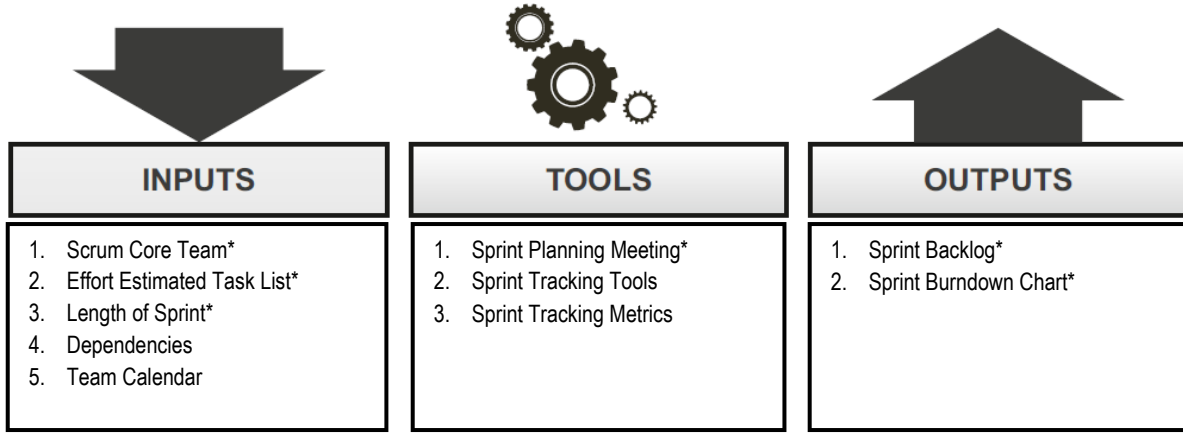 INPUTS
1. Scrum Core Team*
2. Effort Estimated Task List*
3. Length of Sprint*
4. Dependencies
5. Team Calendar
TOOLS
1. Sprint Planning Meeting*
2. Sprint Tracking Tools
3. Sprint Tracking Metrics
OUTPUTS
1. Sprint Backlog*
2. Sprint Burndown Chart*